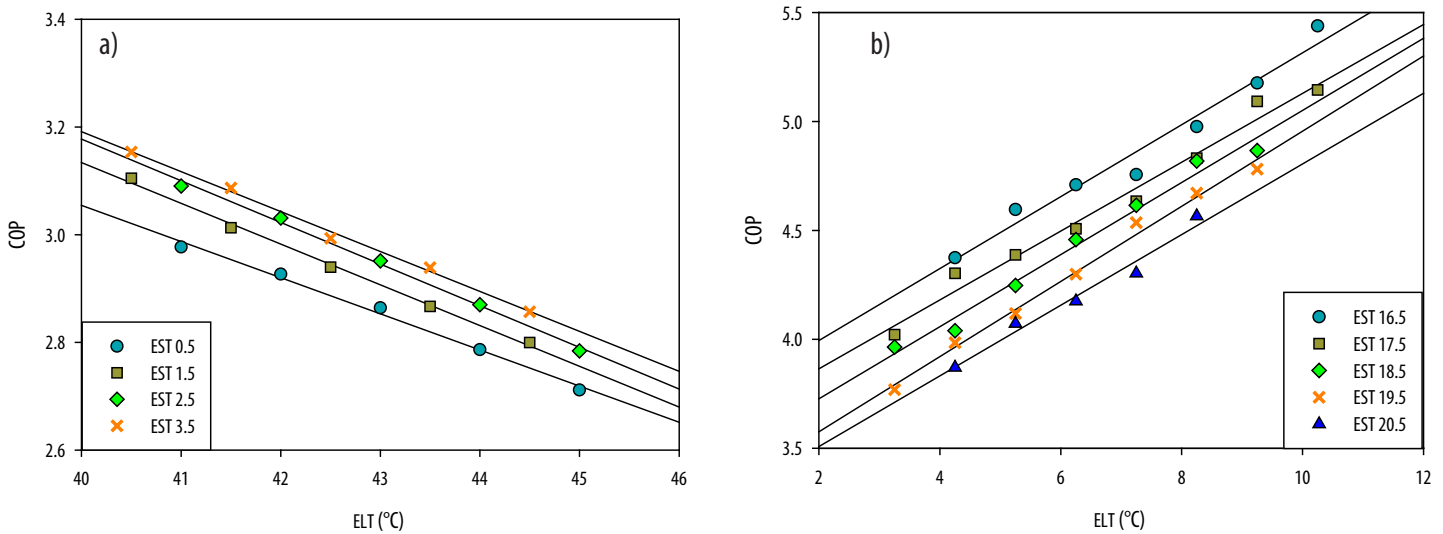 a)
3.4
3.2
3.0
2.8
2.6
COP
EST 0.5
EST 1.5
EST 2.5
EST 3.5
40 41 42 43 44 45 46
ELT (°C)
b)
5.5
5.0
4.5
4.0
3.5
COP
EST 16.5
EST 17.5
EST 18.5
EST 19.5
EST 20.5
2 4 6 8 10 12
ELT (°C)